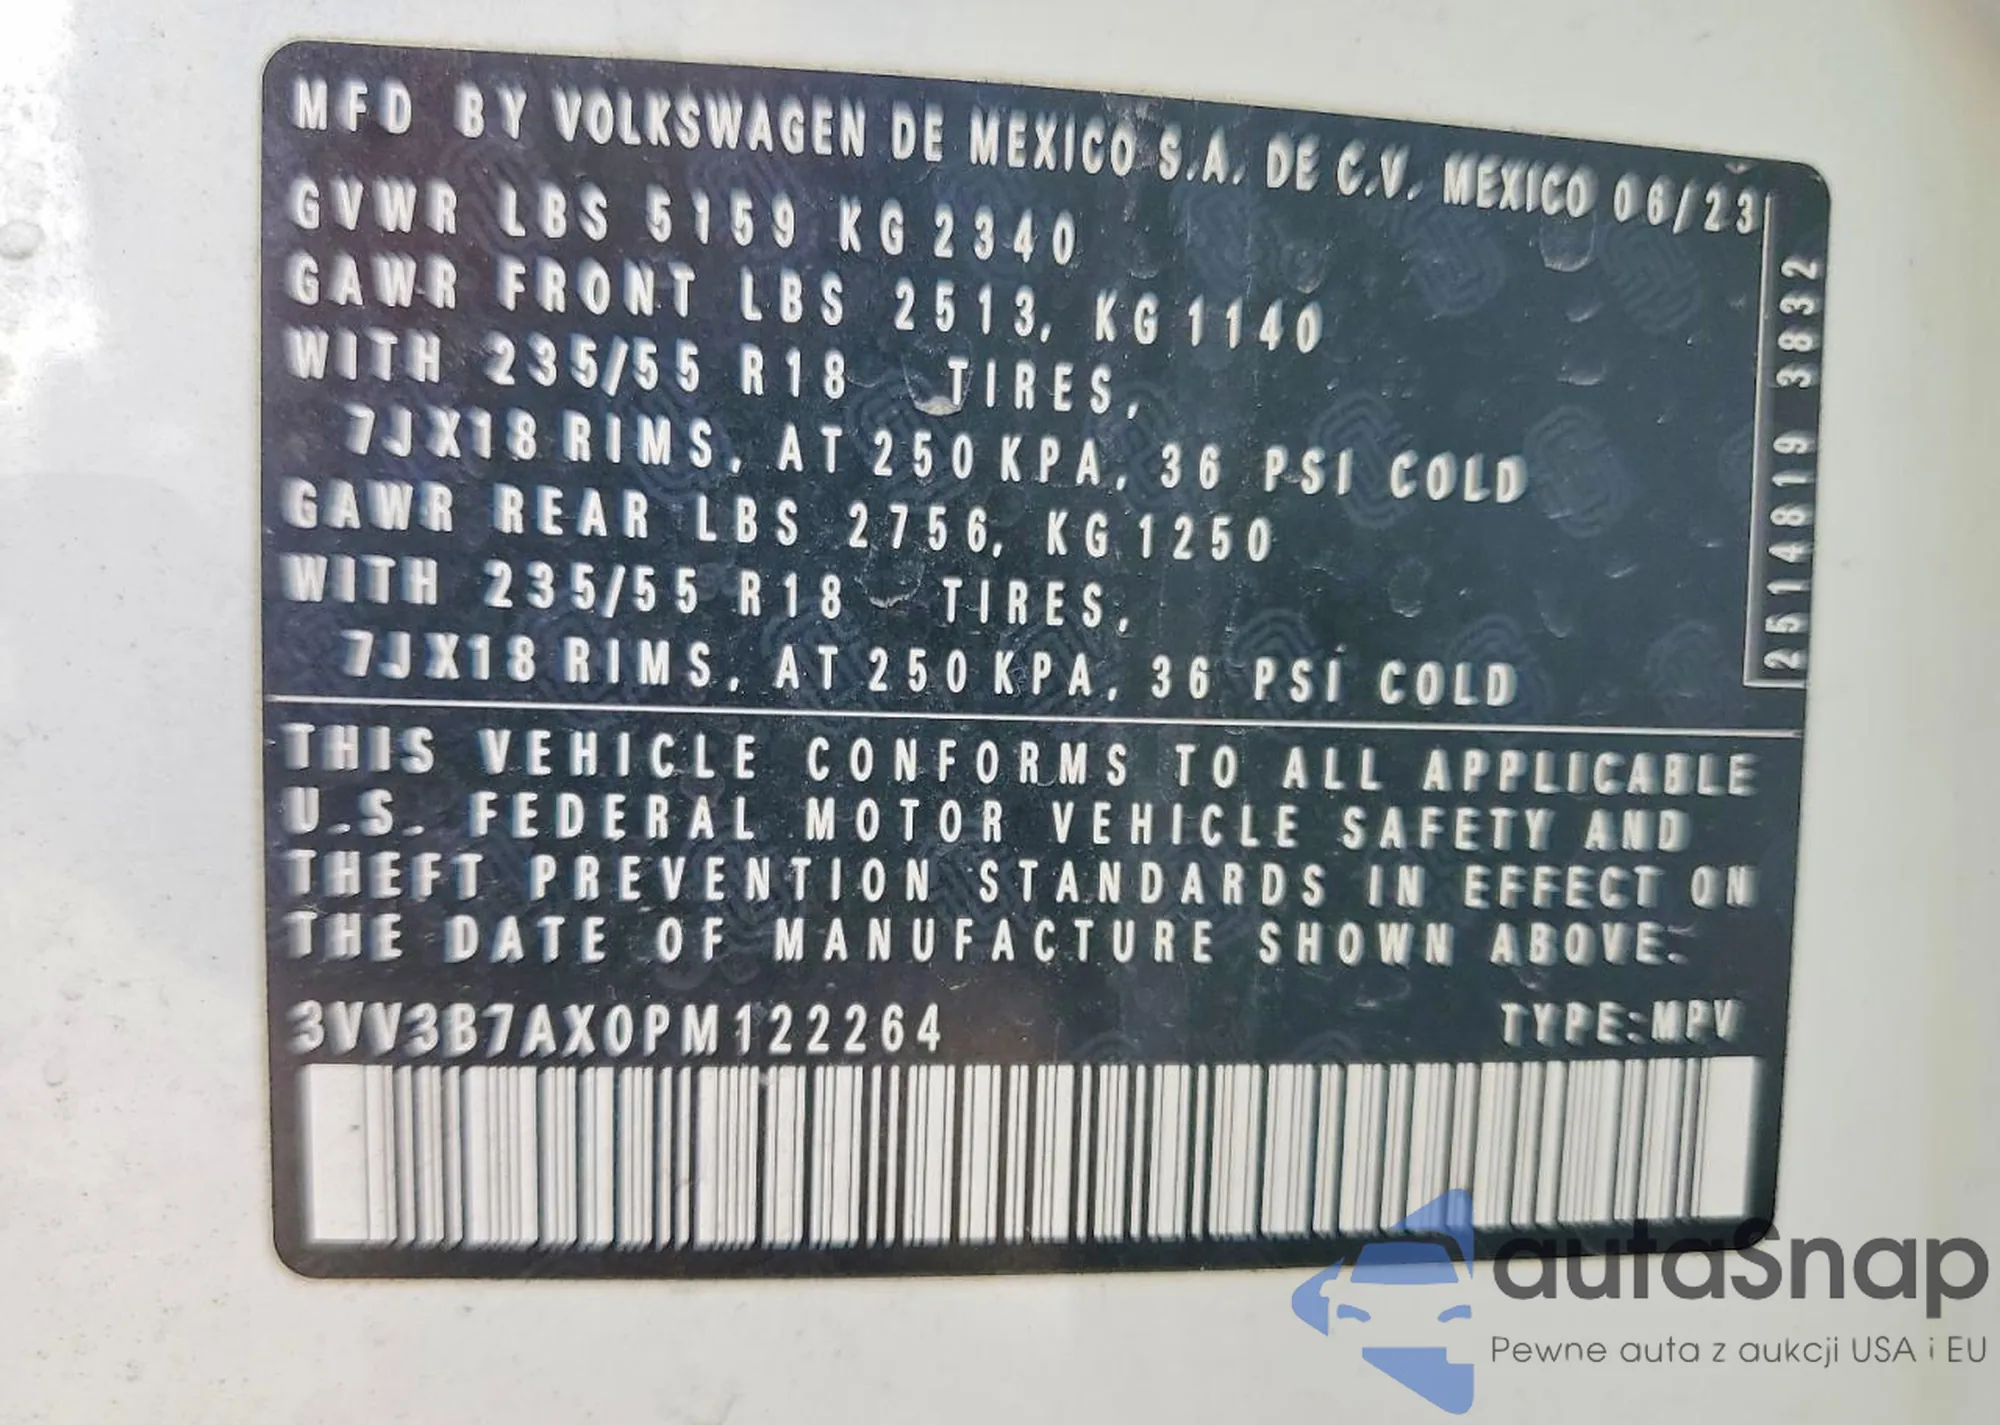 MFD BY VOLKSWAGEN DE MEXICO S.A. DE C.V. MEXICO 06/23
GVWR LBS 5159 KG 2340
GAWR FRONT LBS 2513, KG 1140
WITH 235/55 R18 TIRES,
7JX18 RIMS, AT 250 KPA, 36 PSI COLD
GAWR REAR LBS 2756, KG 1250
WITH 235/55 R18 TIRES,
7JX18 RIMS, AT 250 KPA, 36 PSI COLD
2514819 3832
THIS VEHICLE CONFORMS TO ALL APPLICABLE
U.S. FEDERAL MOTOR VEHICLE SAFETY AND
THEFT PREVENTION STANDARDS IN EFFECT ON
THE DATE OF MANUFACTURE SHOWN ABOVE.
3VV3B7AX0PM122264 TYPE:MPV
autaSnap
Pewne auta z aukcji USA i EU